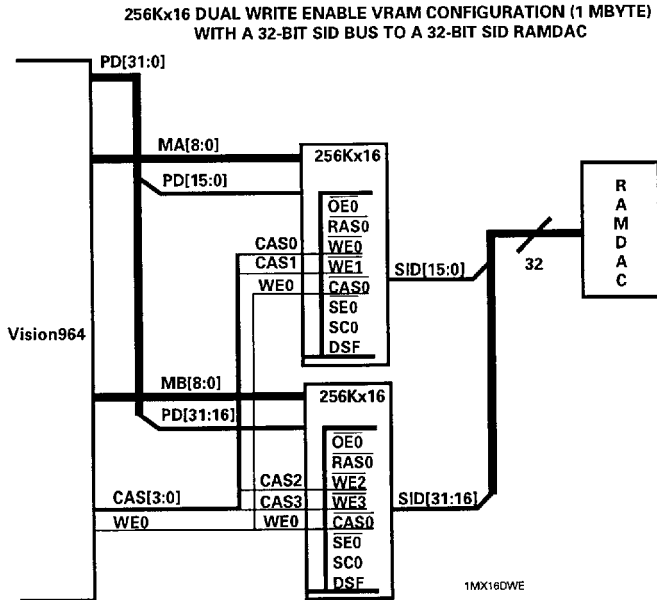 256Kx16 DUAL WRITE ENABLE VRAM CONFIGURATION (1 MBYTE)
WITH A 32-BIT SID BUS TO A 32-BIT SID RAMDAC
PD[31:0]
MA[8:0]
256Kx16
PD[15:0]
OE0
RAS0
CAS0
WE0
CAS1
WE1
WE0
CAS0
SE0
SC0
DSF
SID[15:0]
32
RAMDAC
Vision964
MB[8:0]
256Kx16
PD[31:16]
OE0
RAS0
CAS2
WE2
CAS[3:0]
CAS3
WE3
SID[31:16]
WE0
WE0
CAS0
SE0
SC0
DSF
1MX16DWE